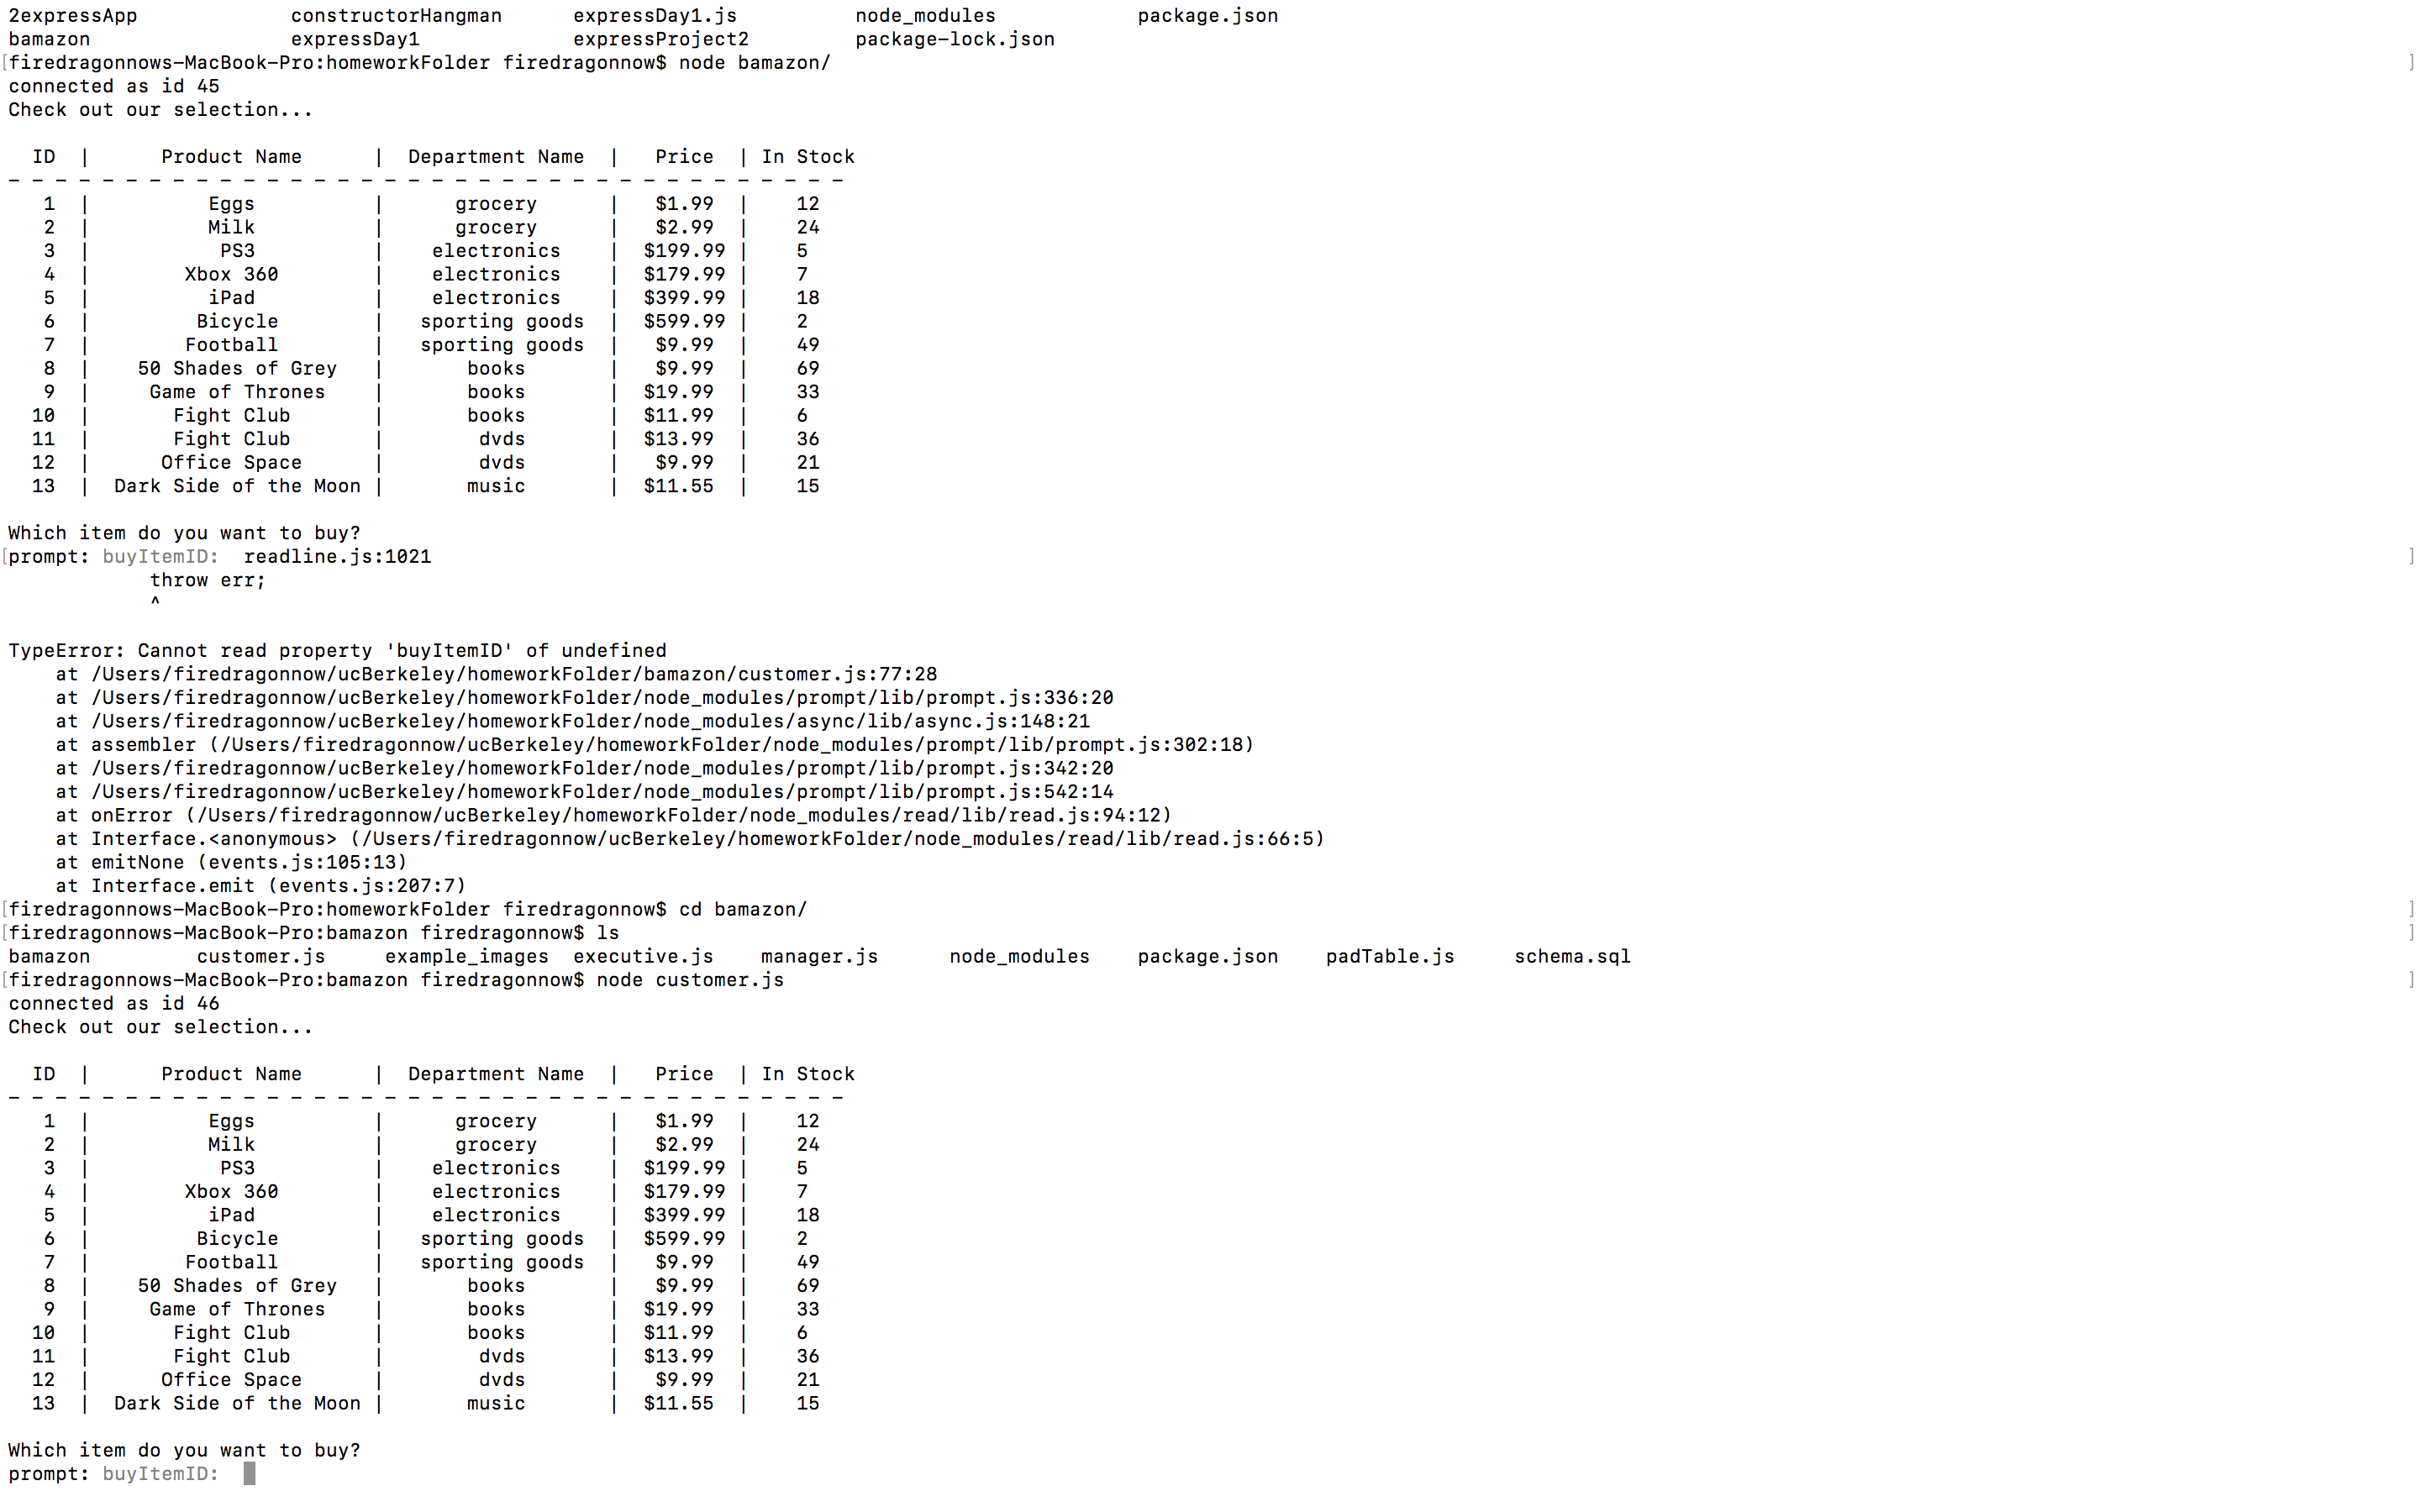 2expressApp             constructorHangman      expressDay1.js          node_modules            package.json
bamazon                 expressDay1             expressProject2         package-lock.json
[firedragonnows-MacBook-Pro:homeworkFolder firedragonnow$ node bamazon/ ]
connected as id 45
Check out our selection...
  ID  |      Product Name      |  Department Name  |   Price  | In Stock
- - - - - - - - - - - - - - - - - - - - - - - - - - - - - - - - - - - -
   1  |          Eggs          |      grocery      |   $1.99  |    12
   2  |          Milk          |      grocery      |   $2.99  |    24
   3  |           PS3          |    electronics    |  $199.99 |    5
   4  |        Xbox 360        |    electronics    |  $179.99 |    7
   5  |          iPad          |    electronics    |  $399.99 |    18
   6  |         Bicycle        |   sporting goods  |  $599.99 |    2
   7  |        Football        |   sporting goods  |   $9.99  |    49
   8  |    50 Shades of Grey   |       books       |   $9.99  |    69
   9  |     Game of Thrones    |       books       |  $19.99  |    33
  10  |       Fight Club       |       books       |  $11.99  |    6
  11  |       Fight Club       |        dvds       |  $13.99  |    36
  12  |      Office Space      |        dvds       |   $9.99  |    21
  13  |  Dark Side of the Moon |       music       |  $11.55  |    15
Which item do you want to buy?
[prompt: buyItemID:  readline.js:1021 ]
            throw err;
            ^
TypeError: Cannot read property 'buyItemID' of undefined
    at /Users/firedragonnow/ucBerkeley/homeworkFolder/bamazon/customer.js:77:28
    at /Users/firedragonnow/ucBerkeley/homeworkFolder/node_modules/prompt/lib/prompt.js:336:20
    at /Users/firedragonnow/ucBerkeley/homeworkFolder/node_modules/async/lib/async.js:148:21
    at assembler (/Users/firedragonnow/ucBerkeley/homeworkFolder/node_modules/prompt/lib/prompt.js:302:18)
    at /Users/firedragonnow/ucBerkeley/homeworkFolder/node_modules/prompt/lib/prompt.js:342:20
    at /Users/firedragonnow/ucBerkeley/homeworkFolder/node_modules/prompt/lib/prompt.js:542:14
    at onError (/Users/firedragonnow/ucBerkeley/homeworkFolder/node_modules/read/lib/read.js:94:12)
    at Interface.<anonymous> (/Users/firedragonnow/ucBerkeley/homeworkFolder/node_modules/read/lib/read.js:66:5)
    at emitNone (events.js:105:13)
    at Interface.emit (events.js:207:7)
[firedragonnows-MacBook-Pro:homeworkFolder firedragonnow$ cd bamazon/ ]
[firedragonnows-MacBook-Pro:bamazon firedragonnow$ ls ]
bamazon         customer.js     example_images  executive.js    manager.js      node_modules    package.json    padTable.js     schema.sql
[firedragonnows-MacBook-Pro:bamazon firedragonnow$ node customer.js ]
connected as id 46
Check out our selection...
  ID  |      Product Name      |  Department Name  |   Price  | In Stock
- - - - - - - - - - - - - - - - - - - - - - - - - - - - - - - - - - - -
   1  |          Eggs          |      grocery      |   $1.99  |    12
   2  |          Milk          |      grocery      |   $2.99  |    24
   3  |           PS3          |    electronics    |  $199.99 |    5
   4  |        Xbox 360        |    electronics    |  $179.99 |    7
   5  |          iPad          |    electronics    |  $399.99 |    18
   6  |         Bicycle        |   sporting goods  |  $599.99 |    2
   7  |        Football        |   sporting goods  |   $9.99  |    49
   8  |    50 Shades of Grey   |       books       |   $9.99  |    69
   9  |     Game of Thrones    |       books       |  $19.99  |    33
  10  |       Fight Club       |       books       |  $11.99  |    6
  11  |       Fight Club       |        dvds       |  $13.99  |    36
  12  |      Office Space      |        dvds       |   $9.99  |    21
  13  |  Dark Side of the Moon |       music       |  $11.55  |    15
Which item do you want to buy?
prompt: buyItemID: